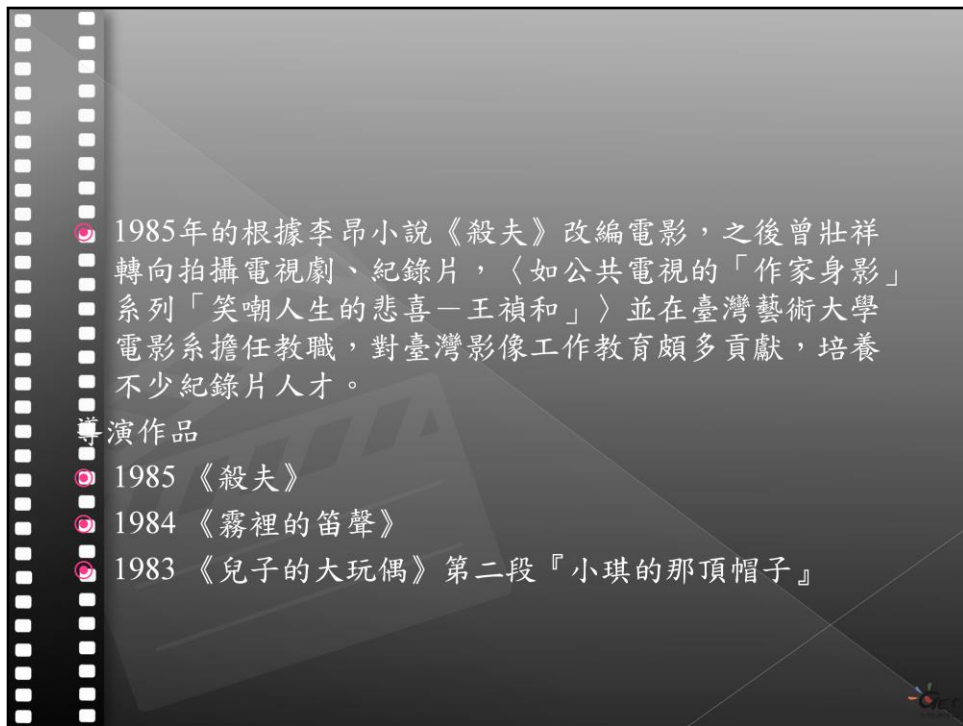 1985年的根據李昂小說《殺夫》改編電影，之後曾壯祥
轉向拍攝電視劇、紀錄片，〈如公共電視的「作家身影」
系列「笑嘲人生的悲喜－王禎和」〉並在臺灣藝術大學
電影系擔任教職，對臺灣影像工作教育頗多貢獻，培養
不少紀錄片人才。
導演作品
1985 《殺夫》
1984 《霧裡的笛聲》
1983 《兒子的大玩偶》第二段『小琪的那頂帽子』